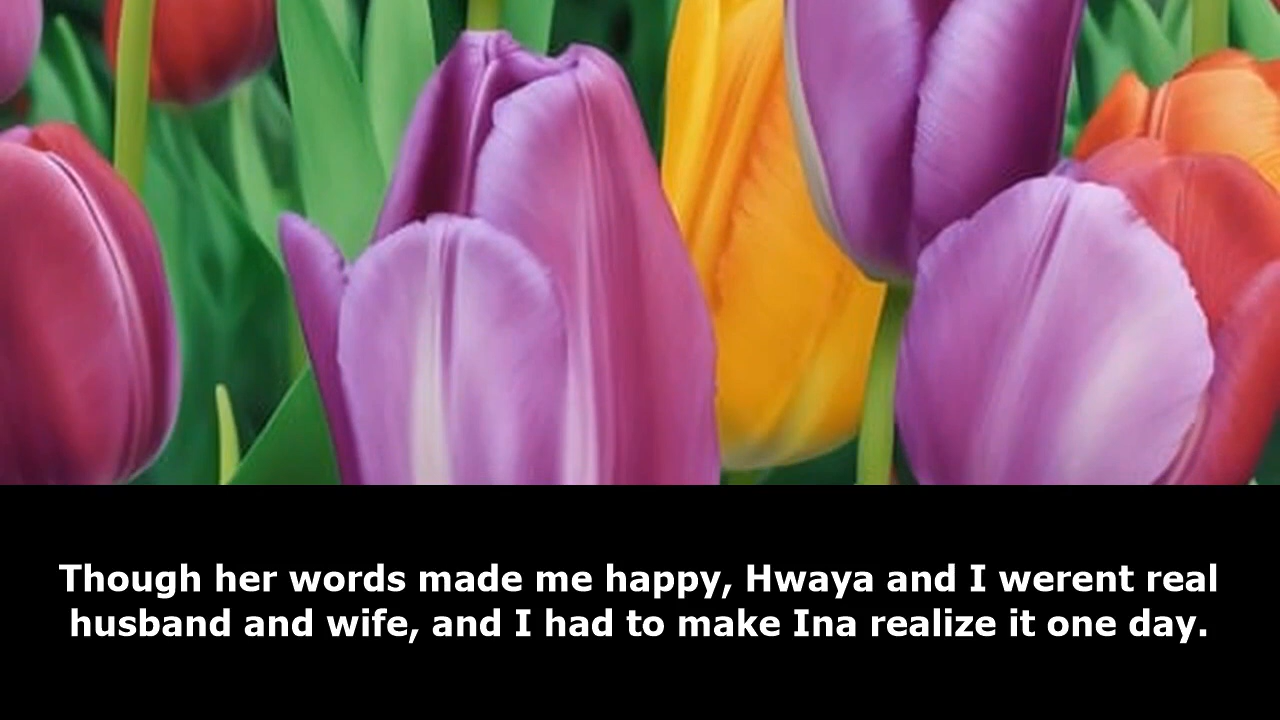 Though her words made me happy, Hwaya and I werent real
husband and wife, and I had to make Ina realize it one day.